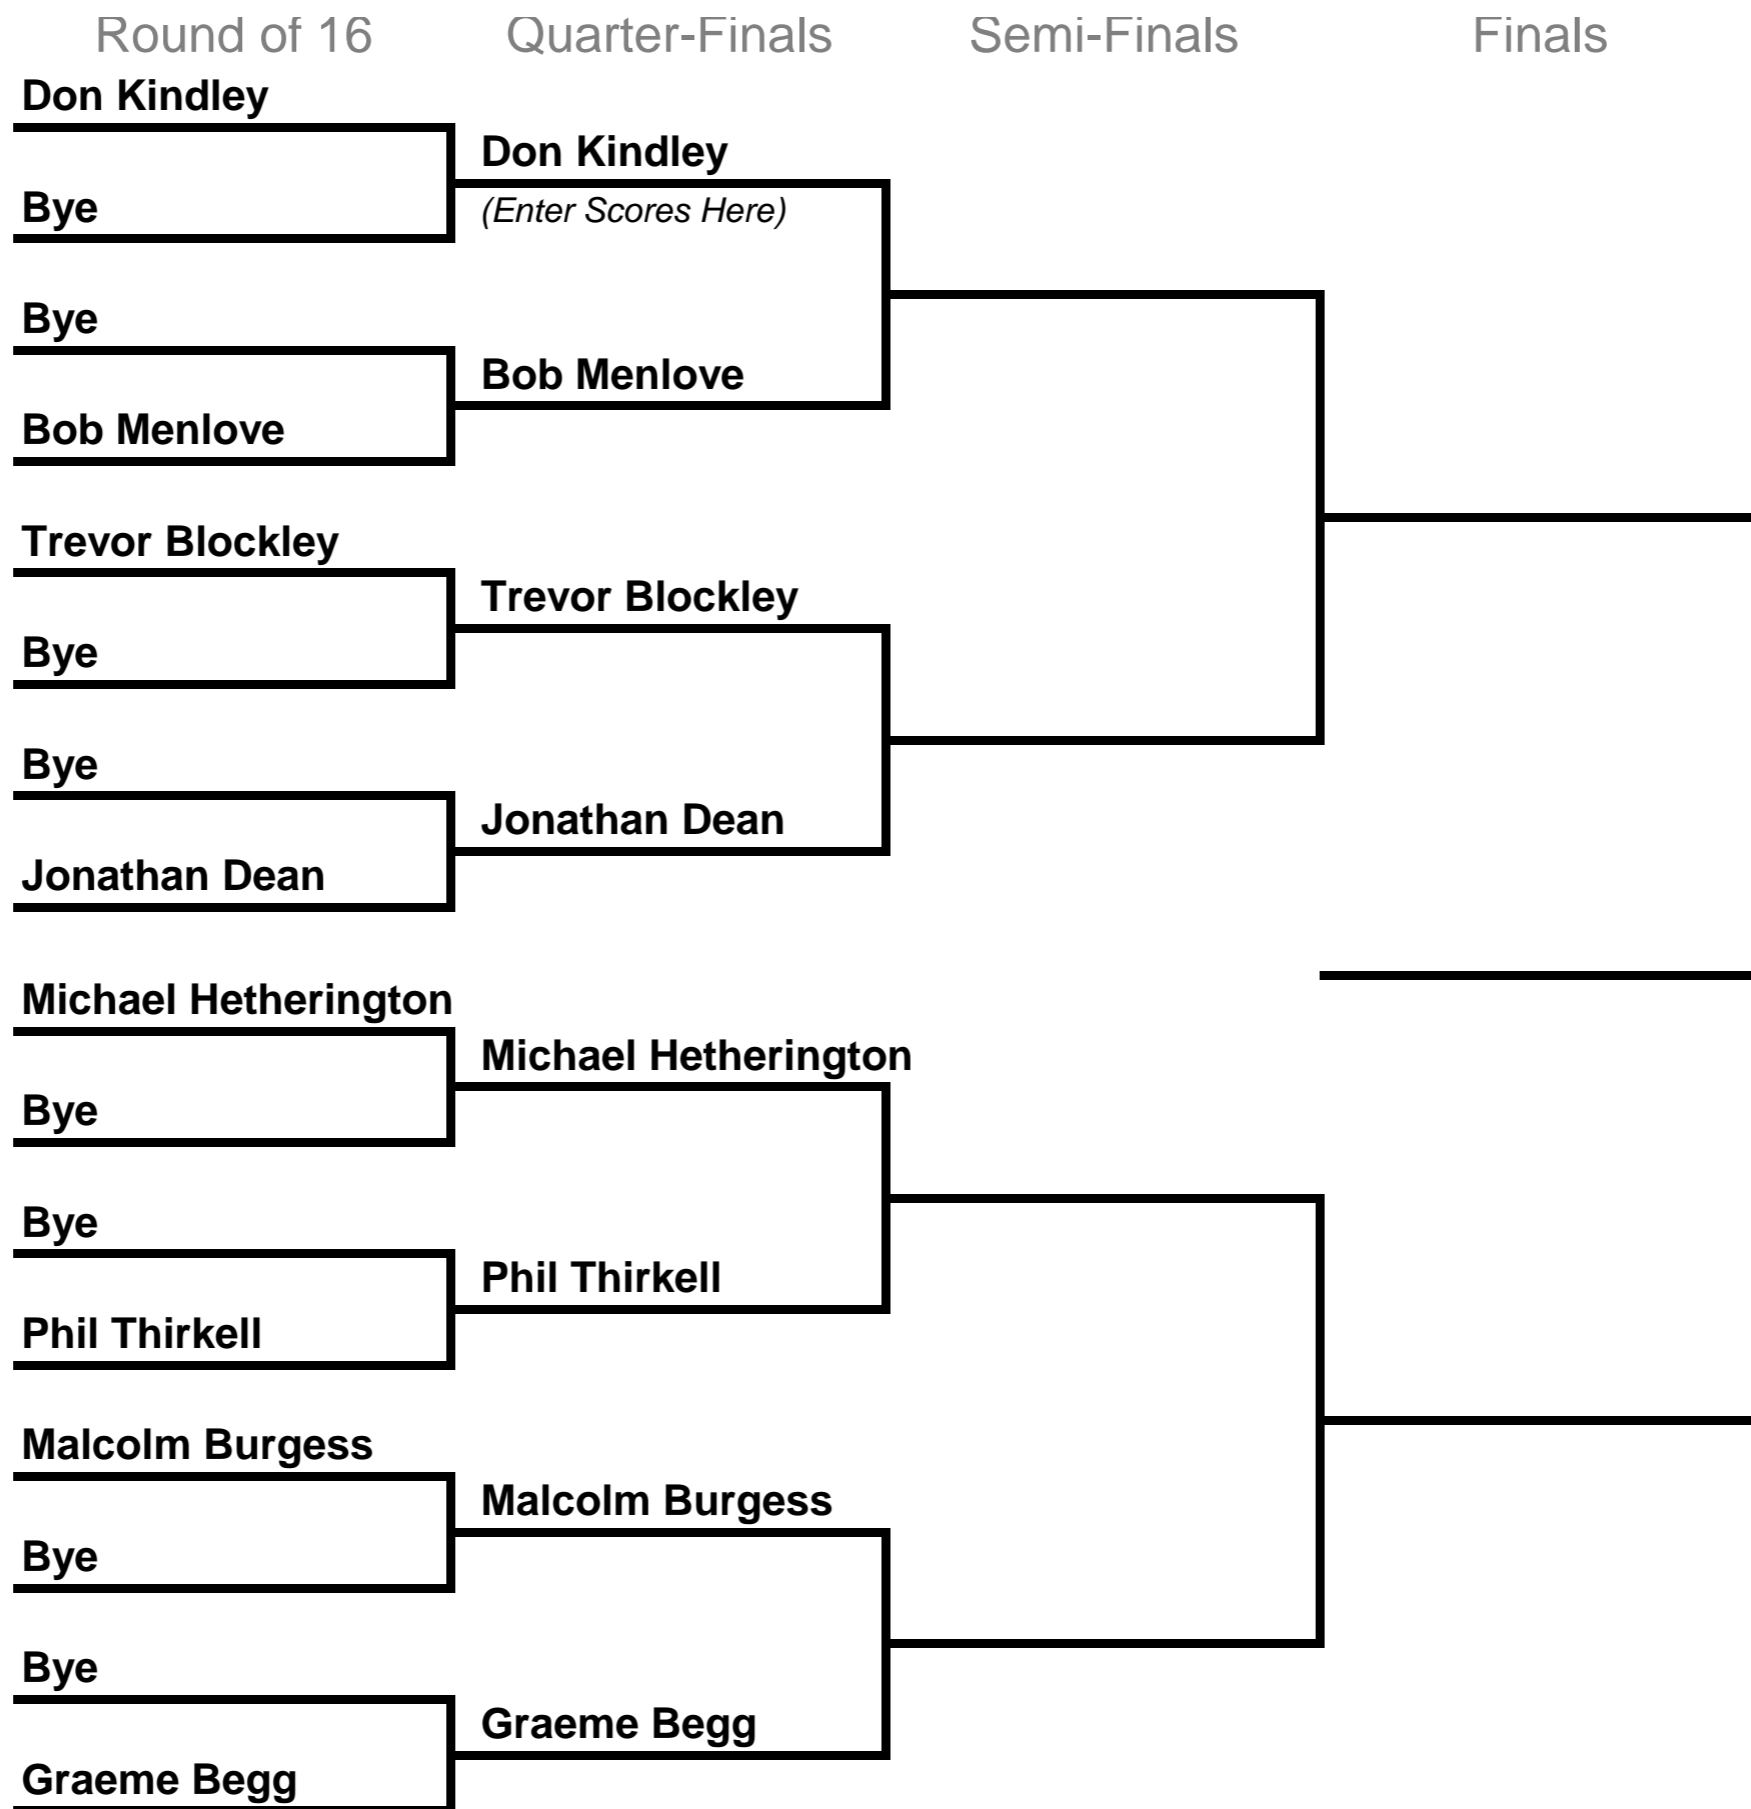 Round of 16 Quarter-Finals Semi-Finals Finals
Don Kindley
Don Kindley
Bye
(Enter Scores Here)
Bye
Bob Menlove
Bob Menlove
Trevor Blockley
Trevor Blockley
Bye
Bye
Jonathan Dean
Jonathan Dean
Michael Hetherington
Michael Hetherington
Bye
Bye
Phil Thirkell
Phil Thirkell
Malcolm Burgess
Malcolm Burgess
Bye
Bye
Graeme Begg
Graeme Begg